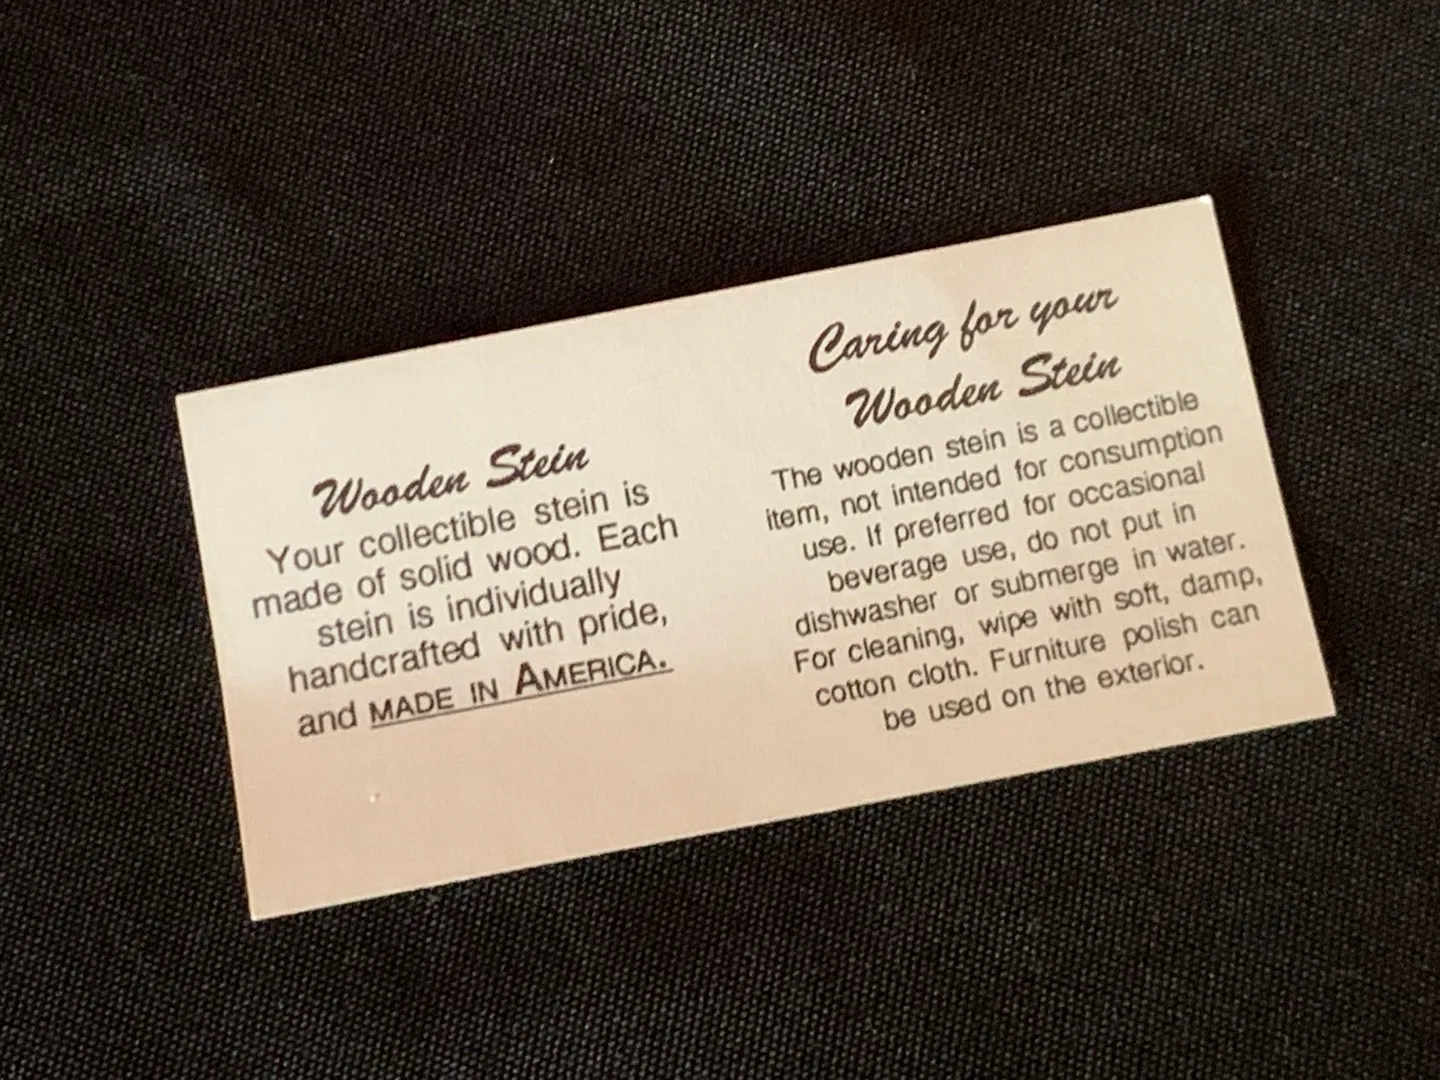 Wooden Stein
Your collectible stein is
made of solid wood. Each
stein is individually
handcrafted with pride,
and MADE IN AMERICA.
Caring for your
Wooden Stein
The wooden stein is a collectible
item, not intended for consumption
use. If preferred for occasional
beverage use, do not put in
dishwasher or submerge in water.
For cleaning, wipe with soft, damp,
cotton cloth. Furniture polish can
be used on the exterior.